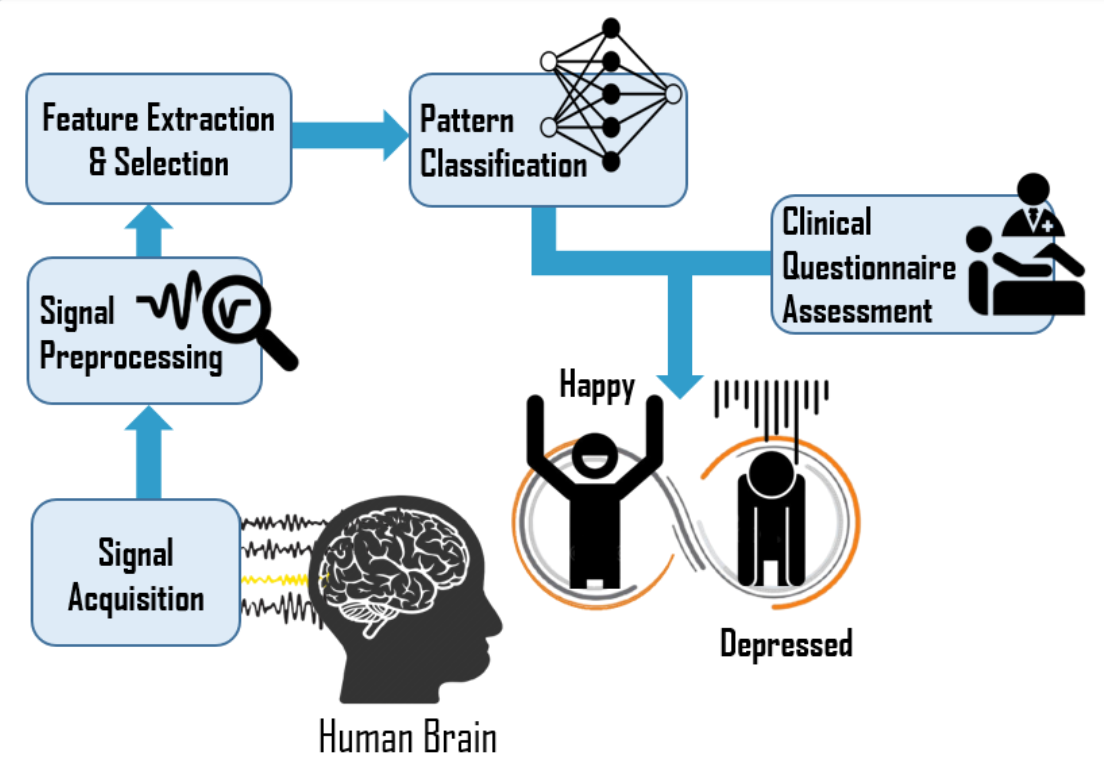 Feature Extraction
& Selection
Pattern
Classification
Clinical
Questionnaire
Assessment
Signal
Preprocessing
Happy
Signal
Acquisition
Depressed
Human Brain